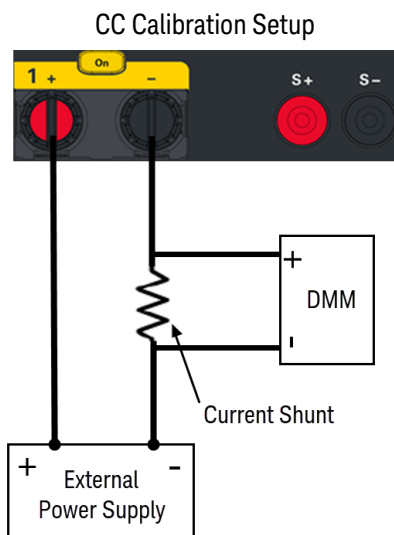 CC Calibration Setup
On
1 + -
S+ S-
+
DMM
-
Current Shunt
+ -
External
Power Supply